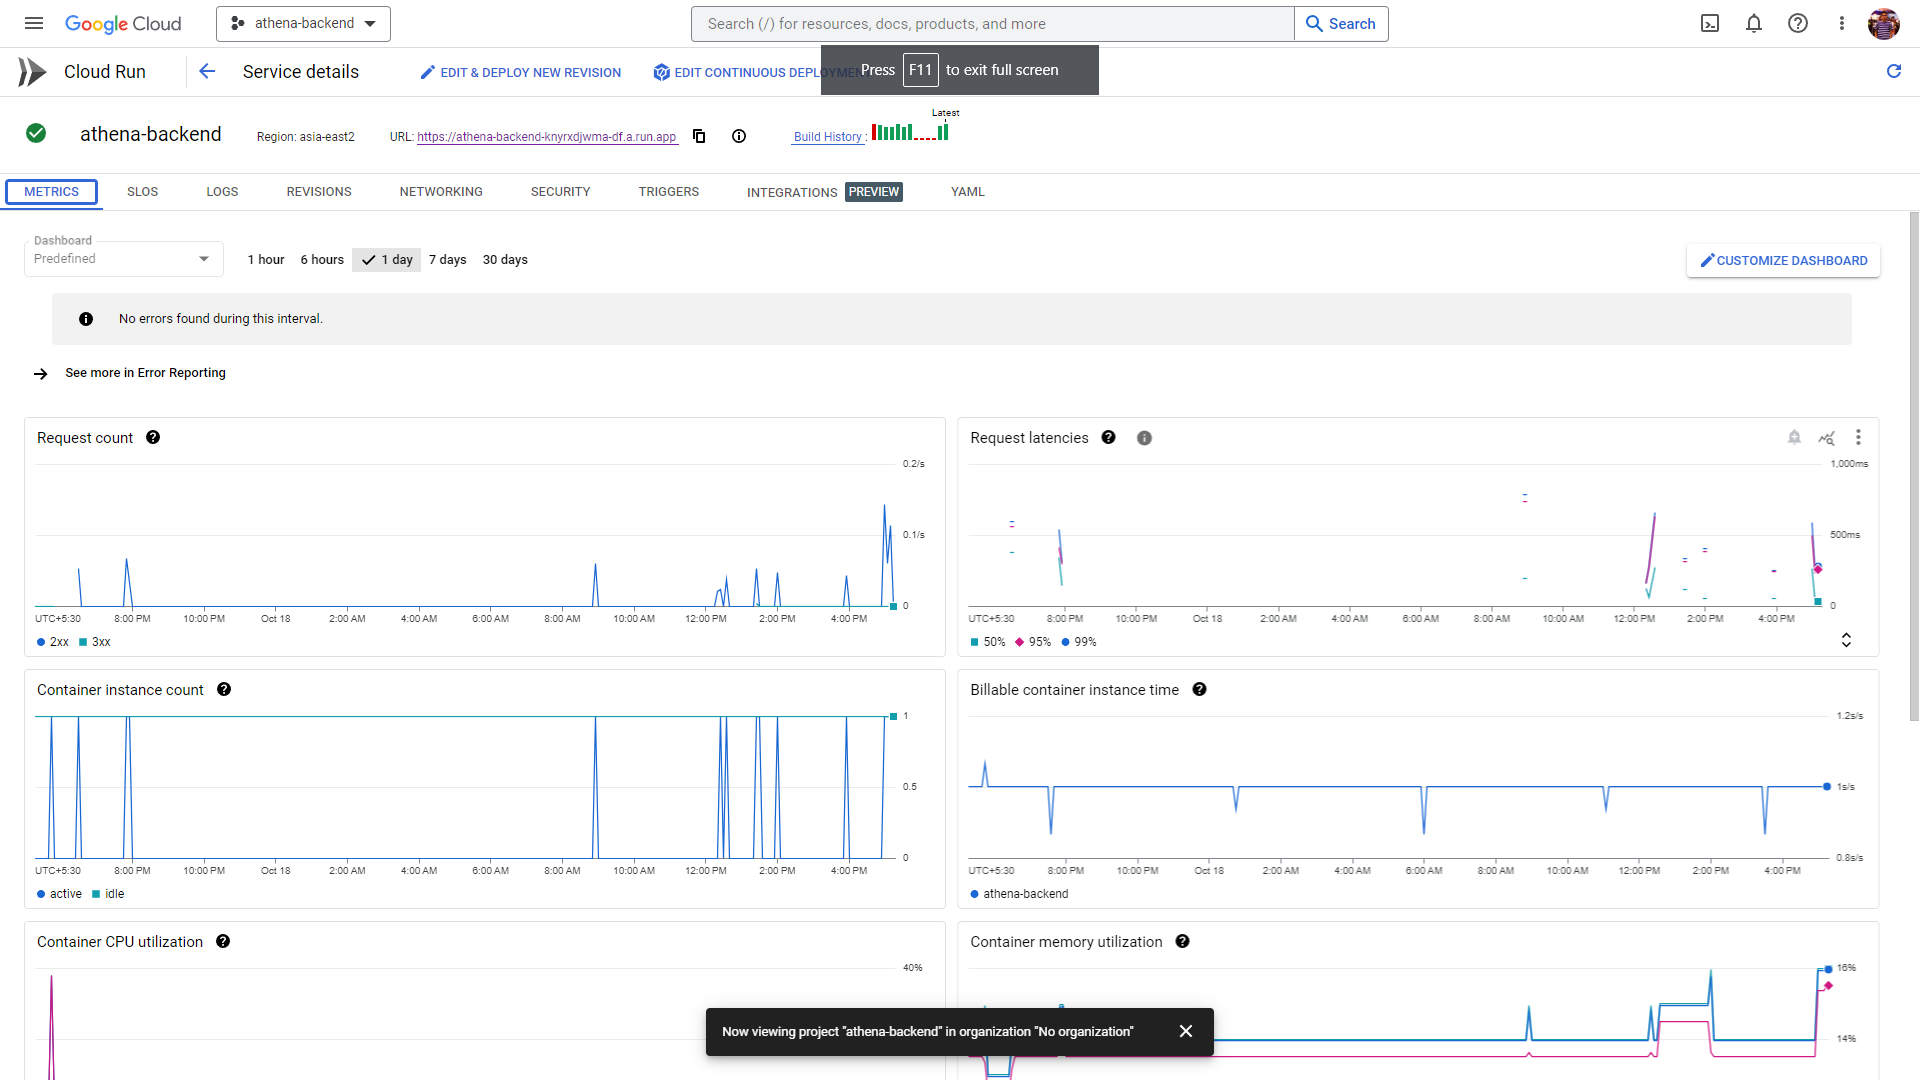 Google Cloud
athena-backend
Search (/) for resources, docs, products, and more
Search
Cloud Run
Service details
EDIT & DEPLOY NEW REVISION
EDIT CONTINUOUS DEPLOYMEN
Press F11 to exit full screen
athena-backend
Region: asia-east2
URL: https://athena-backend-knyrxdjwma-df.a.run.app
Build History :
Latest
METRICS
SLOS
LOGS
REVISIONS
NETWORKING
SECURITY
TRIGGERS
INTEGRATIONS PREVIEW
YAML
Dashboard
Predefined
1 hour
6 hours
1 day
7 days
30 days
CUSTOMIZE DASHBOARD
No errors found during this interval.
See more in Error Reporting
Request count
0.2/s
0.1/s
0
UTC+5:30 8:00 PM 10:00 PM Oct 18 2:00 AM 4:00 AM 6:00 AM 8:00 AM 10:00 AM 12:00 PM 2:00 PM 4:00 PM
2xx 3xx
Request latencies
1,000ms
500ms
0
UTC+5:30 8:00 PM 10:00 PM Oct 18 2:00 AM 4:00 AM 6:00 AM 8:00 AM 10:00 AM 12:00 PM 2:00 PM 4:00 PM
50% 95% 99%
Container instance count
1
0.5
0
UTC+5:30 8:00 PM 10:00 PM Oct 18 2:00 AM 4:00 AM 6:00 AM 8:00 AM 10:00 AM 12:00 PM 2:00 PM 4:00 PM
active idle
Billable container instance time
1.2s/s
1s/s
0.8s/s
UTC+5:30 8:00 PM 10:00 PM Oct 18 2:00 AM 4:00 AM 6:00 AM 8:00 AM 10:00 AM 12:00 PM 2:00 PM 4:00 PM
athena-backend
Container CPU utilization
40%
Container memory utilization
16%
14%
Now viewing project "athena-backend" in organization "No organization"